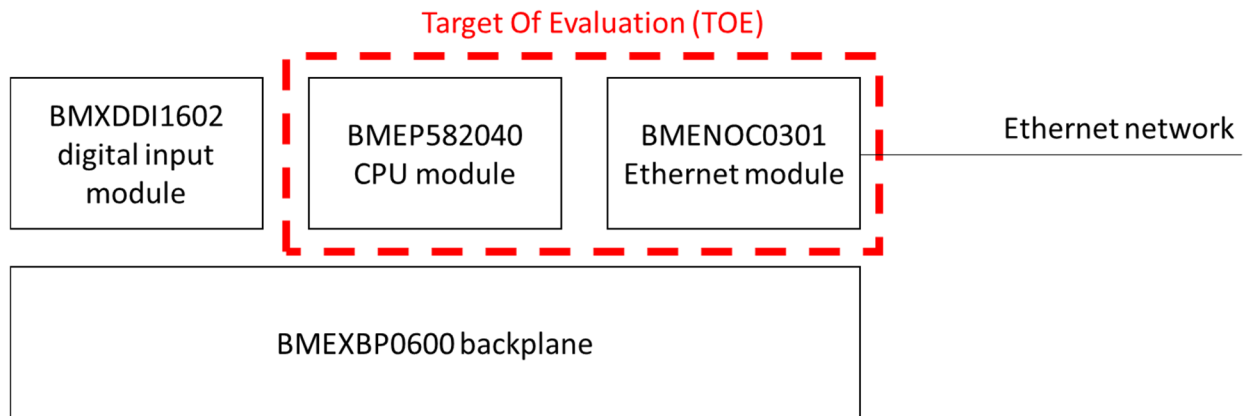 Target Of Evaluation (TOE)
BMXDDI1602
digital input
module
BMEP582040
CPU module
BMENOC0301
Ethernet module
Ethernet network
BMEXBP0600 backplane